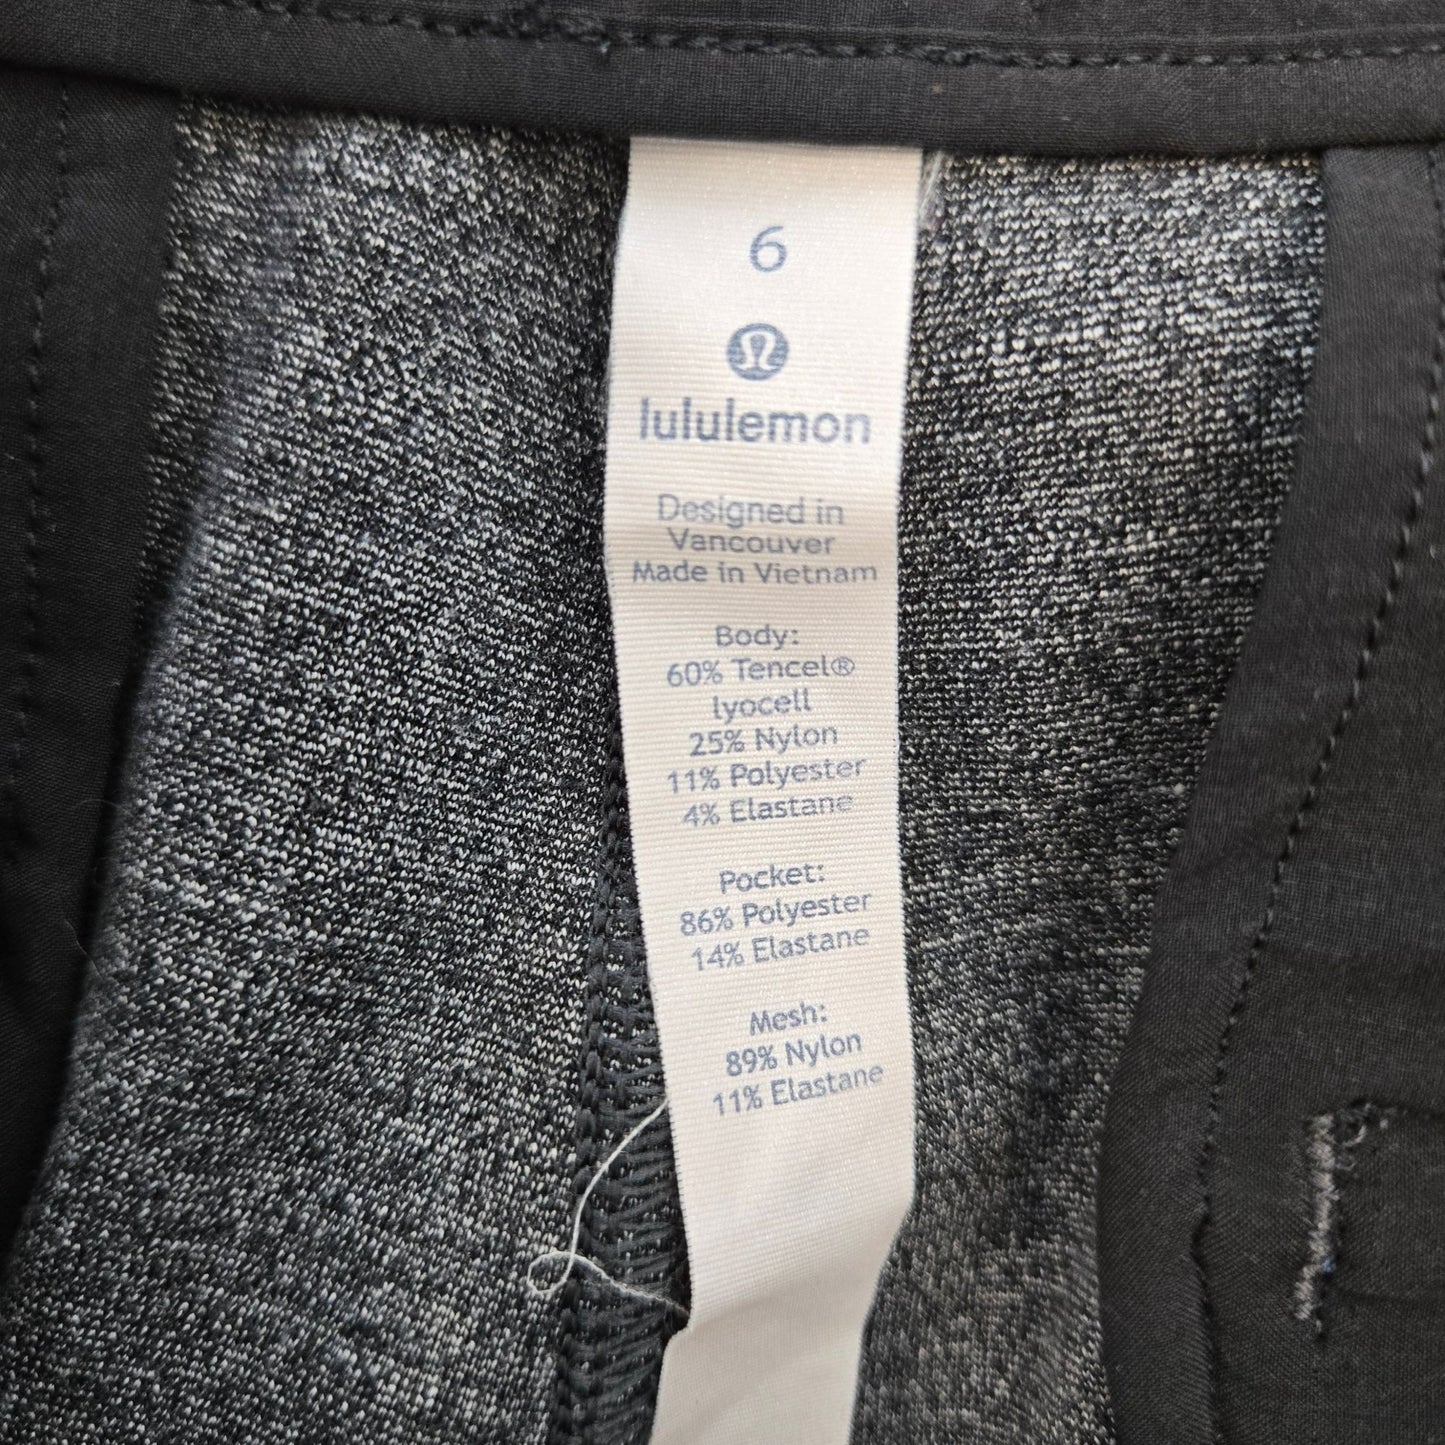 6
lululemon
Designed in
Vancouver
Made in Vietnam
Body:
60% Tencel®
lyocell
25% Nylon
11% Polyester
4% Elastane
Pocket:
86% Polyester
14% Elastane
Mesh:
89% Nylon
11% Elastane